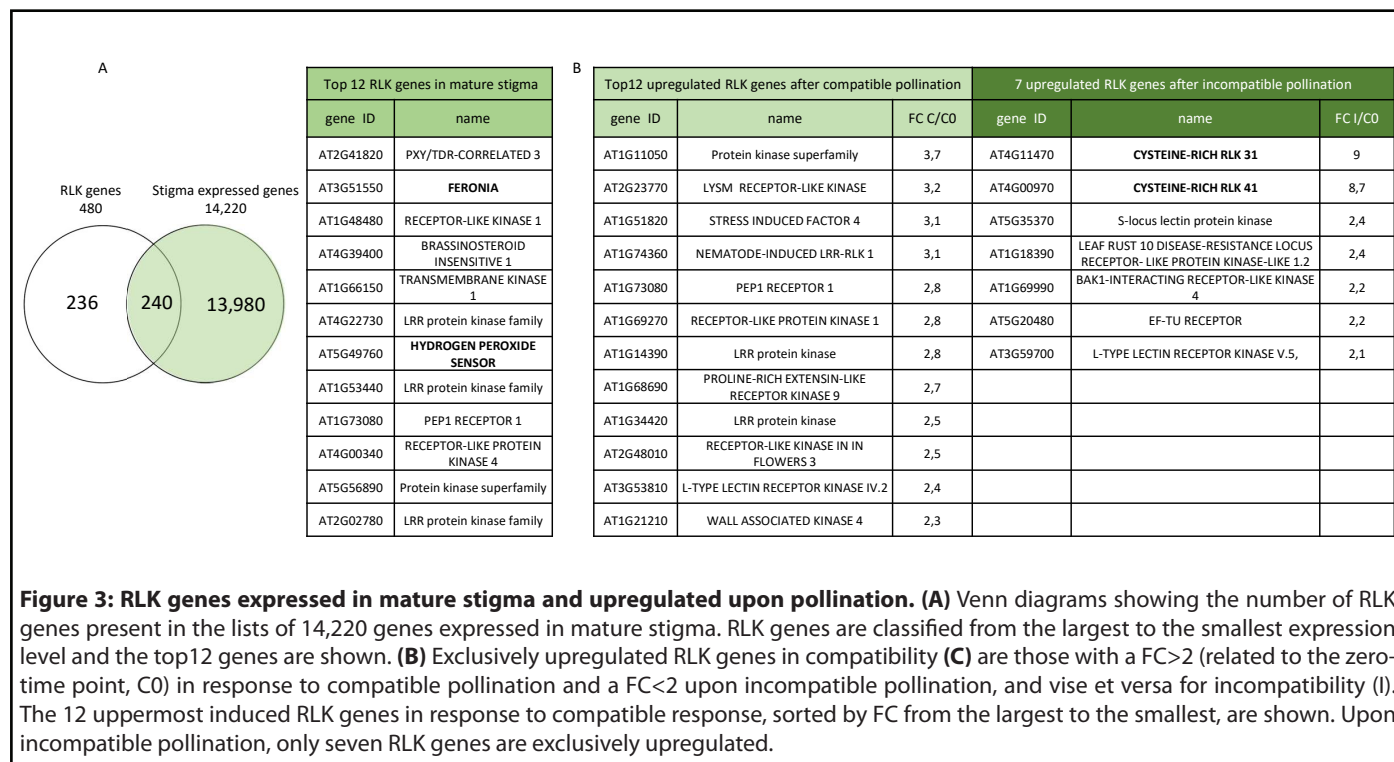 A
RLK genes
480
Stigma expressed genes
14,220
236
240
13,980
Top 12 RLK genes in mature stigma
gene ID name
AT2G41820 PXY/TDR-CORRELATED 3
AT3G51550 FERONIA
AT1G48480 RECEPTOR-LIKE KINASE 1
AT4G39400 BRASSINOSTEROID
INSENSITIVE 1
AT1G66150 TRANSMEMBRANE KINASE
1
AT4G22730 LRR protein kinase family
AT5G49760 HYDROGEN PEROXIDE
SENSOR
AT1G53440 LRR protein kinase family
AT1G73080 PEP1 RECEPTOR 1
AT4G00340 RECEPTOR-LIKE PROTEIN
KINASE 4
AT5G56890 Protein kinase superfamily
AT2G02780 LRR protein kinase family
B
Top12 upregulated RLK genes after compatible pollination 7 upregulated RLK genes after incompatible pollination
gene ID name FC C/C0 gene ID name FC I/C0
AT1G11050 Protein kinase superfamily 3,7 AT4G11470 CYSTEINE-RICH RLK 31 9
AT2G23770 LYSM RECEPTOR-LIKE KINASE 3,2 AT4G00970 CYSTEINE-RICH RLK 41 8,7
AT1G51820 STRESS INDUCED FACTOR 4 3,1 AT5G35370 S-locus lectin protein kinase 2,4
AT1G74360 NEMATODE-INDUCED LRR-RLK 1 3,1 AT1G18390 LEAF RUST 10 DISEASE-RESISTANCE LOCUS
RECEPTOR- LIKE PROTEIN KINASE-LIKE 1.2 2,4
AT1G73080 PEP1 RECEPTOR 1 2,8 AT1G69990 BAK1-INTERACTING RECEPTOR-LIKE KINASE
4 2,2
AT1G69270 RECEPTOR-LIKE PROTEIN KINASE 1 2,8 AT5G20480 EF-TU RECEPTOR 2,2
AT1G14390 LRR protein kinase 2,8 AT3G59700 L-TYPE LECTIN RECEPTOR KINASE V.5, 2,1
AT1G68690 PROLINE-RICH EXTENSIN-LIKE
RECEPTOR KINASE 9 2,7
AT1G34420 LRR protein kinase 2,5
AT2G48010 RECEPTOR-LIKE KINASE IN IN
FLOWERS 3 2,5
AT3G53810 L-TYPE LECTIN RECEPTOR KINASE IV.2 2,4
AT1G21210 WALL ASSOCIATED KINASE 4 2,3
Figure 3: RLK genes expressed in mature stigma and upregulated upon pollination. (A) Venn diagrams showing the number of RLK
genes present in the lists of 14,220 genes expressed in mature stigma. RLK genes are classified from the largest to the smallest expression
level and the top12 genes are shown. (B) Exclusively upregulated RLK genes in compatibility (C) are those with a FC>2 (related to the zero-
time point, C0) in response to compatible pollination and a FC<2 upon incompatible pollination, and vise et versa for incompatibility (I).
The 12 uppermost induced RLK genes in response to compatible response, sorted by FC from the largest to the smallest, are shown. Upon
incompatible pollination, only seven RLK genes are exclusively upregulated.